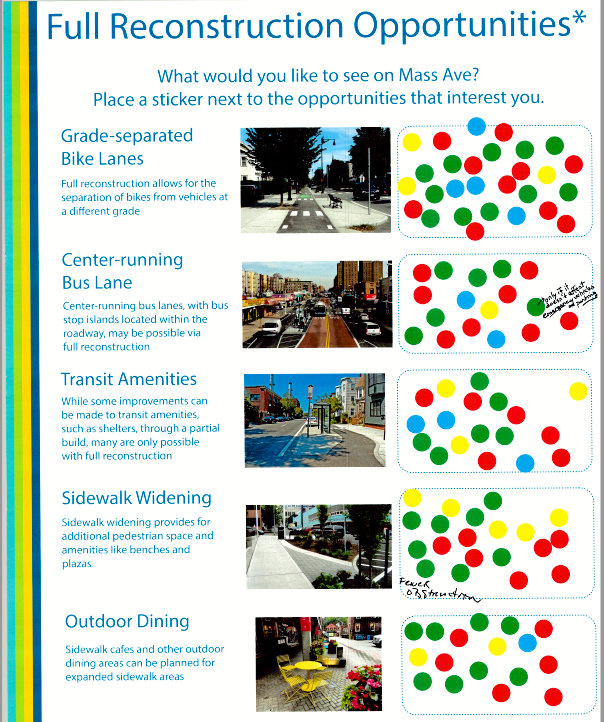 Full Reconstruction Opportunities*
What would you like to see on Mass Ave?
Place a sticker next to the opportunities that interest you.
Grade-separated
Bike Lanes
Full reconstruction allows for the
separation of bikes from vehicles at
a different grade
Center-running
Bus Lane
Center-running bus lanes, with bus
stop islands located within the
roadway, may be possible via
full reconstruction
only if it
doesn't affect
emergency vehicles
or parking
Transit Amenities
While some improvements can
be made to transit amenities,
such as shelters, through a partial
build, many are only possible
with full reconstruction
Sidewalk Widening
Sidewalk widening provides for
additional pedestrian space and
amenities like benches and
plazas
Fewer
obstruction
Outdoor Dining
Sidewalk cafes and other outdoor
dining areas can be planned for
expanded sidewalk areas